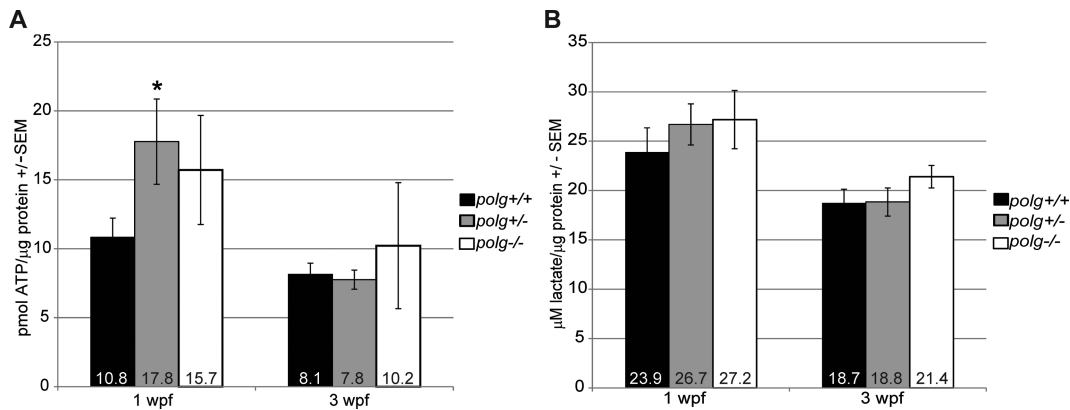 A
pmol ATP/µg protein +/-SEM
25
20
15
10
5
0
*
10.8 17.8 15.7
8.1 7.8 10.2
1 wpf 3 wpf
polg+/+
polg+/-
polg-/-
B
µM lactate/µg protein +/- SEM
35
30
25
20
15
10
5
0
23.9 26.7 27.2
18.7 18.8 21.4
1 wpf 3 wpf
polg+/+
polg+/-
polg-/-